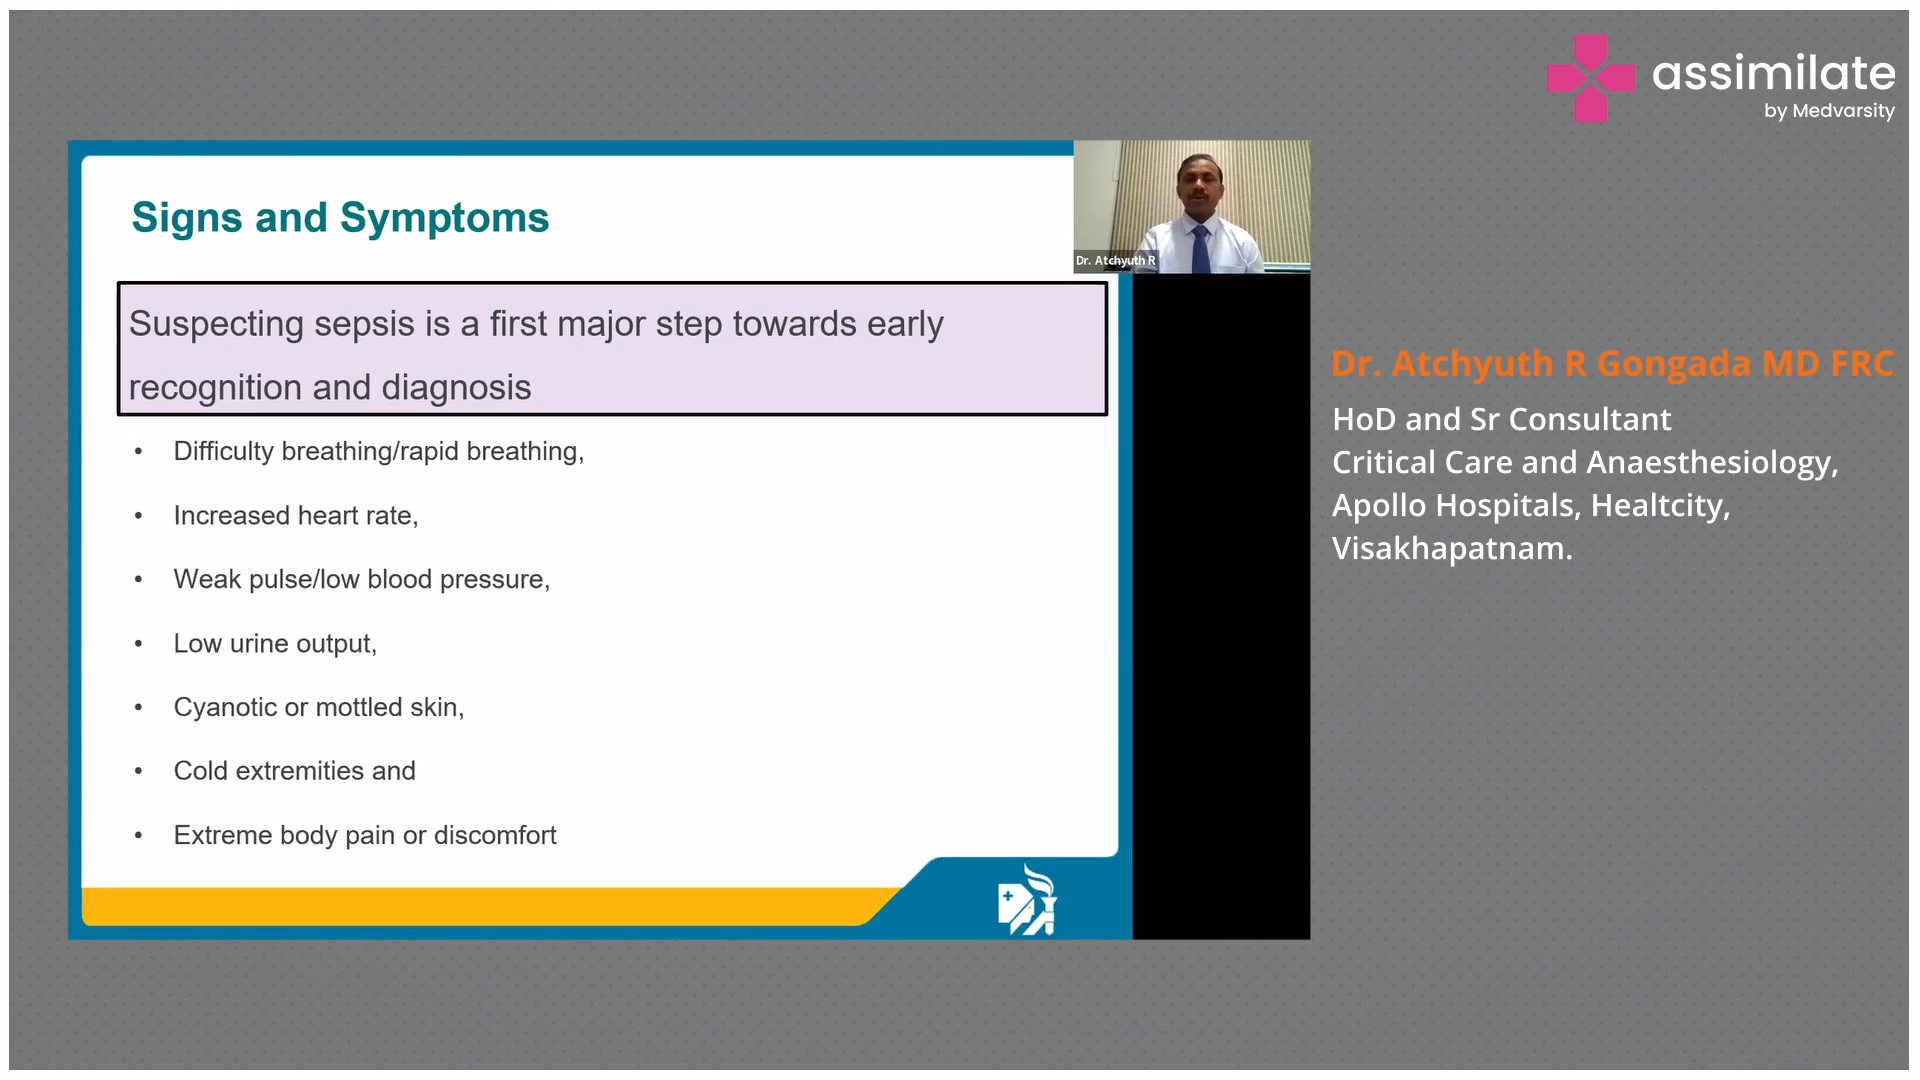 assimilate
by Medvarsity
Signs and Symptoms
Dr. Atchyuth R
Suspecting sepsis is a first major step towards early
recognition and diagnosis
• Difficulty breathing/rapid breathing,
• Increased heart rate,
• Weak pulse/low blood pressure,
• Low urine output,
• Cyanotic or mottled skin,
• Cold extremities and
• Extreme body pain or discomfort
Dr. Atchyuth R Gongada MD FRC
HoD and Sr Consultant
Critical Care and Anaesthesiology,
Apollo Hospitals, Healtcity,
Visakhapatnam.